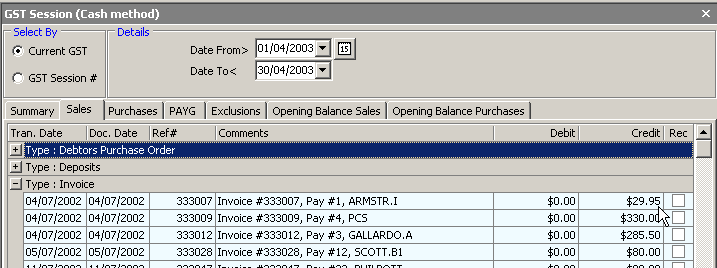 GST Session (Cash method)
Select By
Details
Current GST
Date From> 01/04/2003 15
GST Session #
Date To< 30/04/2003
Summary Sales Purchases PAYG Exclusions Opening Balance Sales Opening Balance Purchases
Tran. Date Doc. Date Ref# Comments Debit Credit Rec
Type : Debtors Purchase Order
Type : Deposits
Type : Invoice
04/07/2002 04/07/2002 333007 Invoice #333007, Pay #1, ARMSTR.I $0.00 $29.95
04/07/2002 04/07/2002 333009 Invoice #333009, Pay #4, PCS $0.00 $330.00
04/07/2002 04/07/2002 333012 Invoice #333012, Pay #3, GALLARDO.A $0.00 $285.50
05/07/2002 05/07/2002 333028 Invoice #333028, Pay #12, SCOTT.B1 $0.00 $80.00